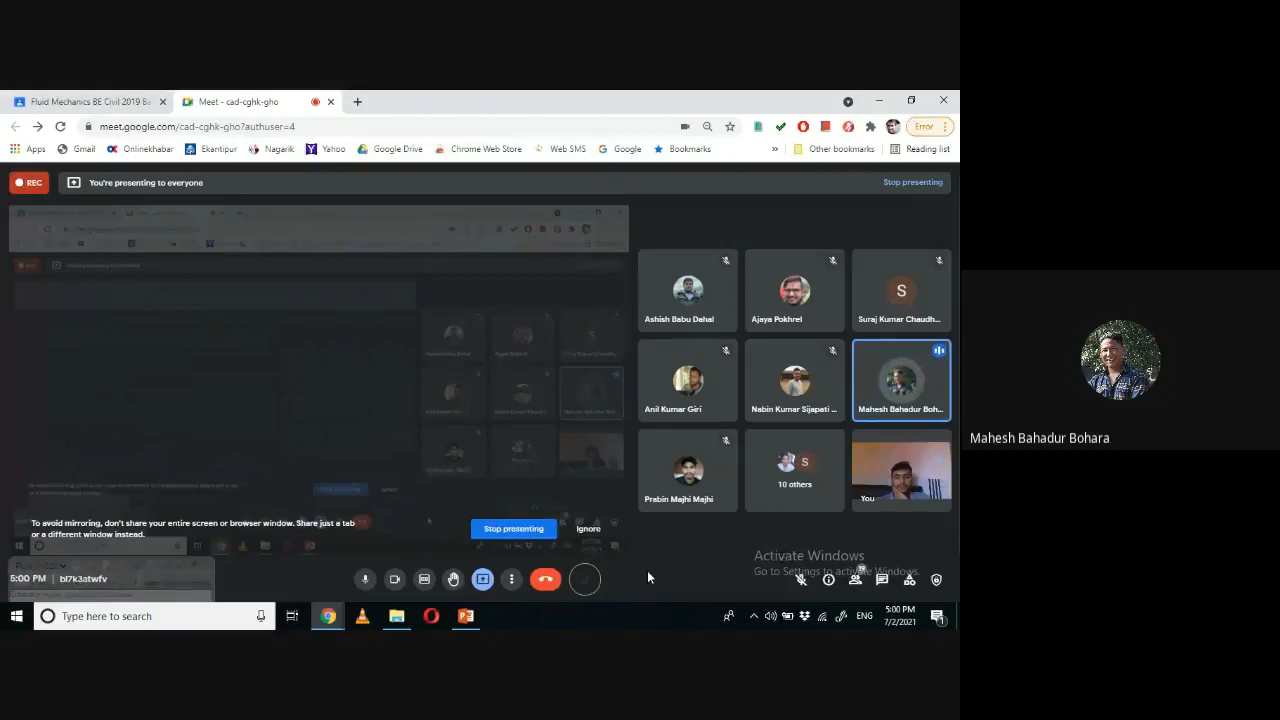 Fluid Mechanics BE Civil 2019 Ba
Meet - cad-cghk-gho
meet.google.com/cad-cghk-gho?authuser=4
Error
Apps
Gmail
Onlinekhabar
Ekantipur
Nagarik
Yahoo
Google Drive
Chrome Web Store
Web SMS
Google
Bookmarks
»
Other bookmarks
Reading list
REC
You're presenting to everyone
Stop presenting
Ashish Babu Dahal
Ajaya Pokhrel
S
Suraj Kumar Chaudh...
Anil Kumar Giri
Nabin Kumar Sijapati ...
Mahesh Bahadur Boh...
Prabin Majhi Majhi
S
10 others
You
Mahesh Bahadur Bohara
To avoid mirroring, don't share your entire screen or browser window. Share just a tab
or a different window instead.
Stop presenting
Ignore
Activate Windows
Go to Settings to activate Windows.
5:00 PM | bl7k3atwfv
19
Type here to search
ENG
5:00 PM
7/2/2021
1